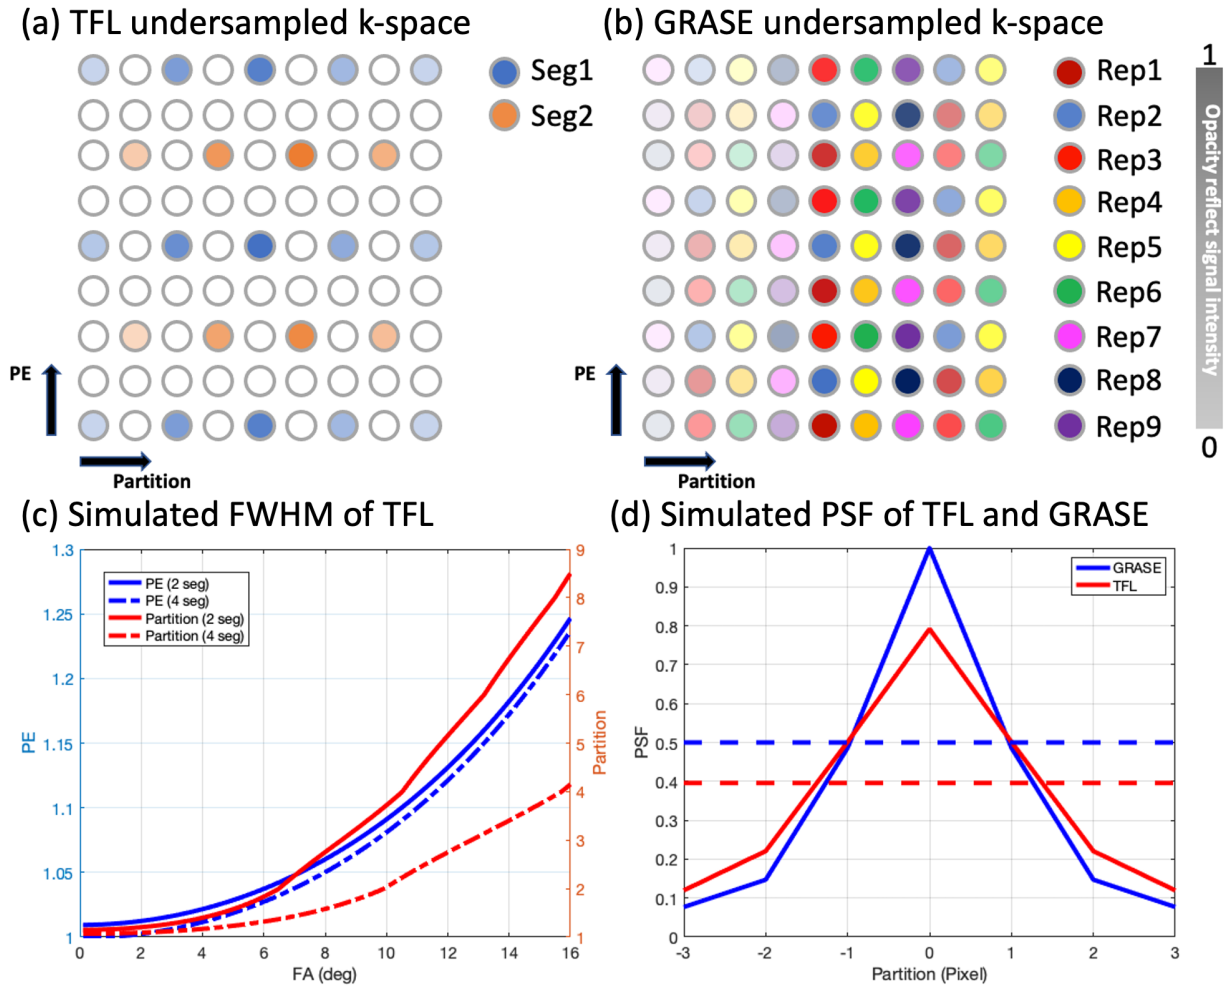 (a) TFL undersampled k-space
Seg1
Seg2
PE
Partition
(b) GRASE undersampled k-space
Rep1
Rep2
Rep3
Rep4
Rep5
Rep6
Rep7
Rep8
Rep9
PE
Partition
1
Opacity reflect signal intensity
0
(c) Simulated FWHM of TFL
PE (2 seg)
PE (4 seg)
Partition (2 seg)
Partition (4 seg)
1.3
1.25
1.2
1.15
1.1
1.05
1
PE
9
8
7
6
5
4
3
2
1
Partition
0 2 4 6 8 10 12 14 16
FA (deg)
(d) Simulated PSF of TFL and GRASE
GRASE
TFL
1
0.9
0.8
0.7
0.6
0.5
0.4
0.3
0.2
0.1
0
PSF
-3 -2 -1 0 1 2 3
Partition (Pixel)